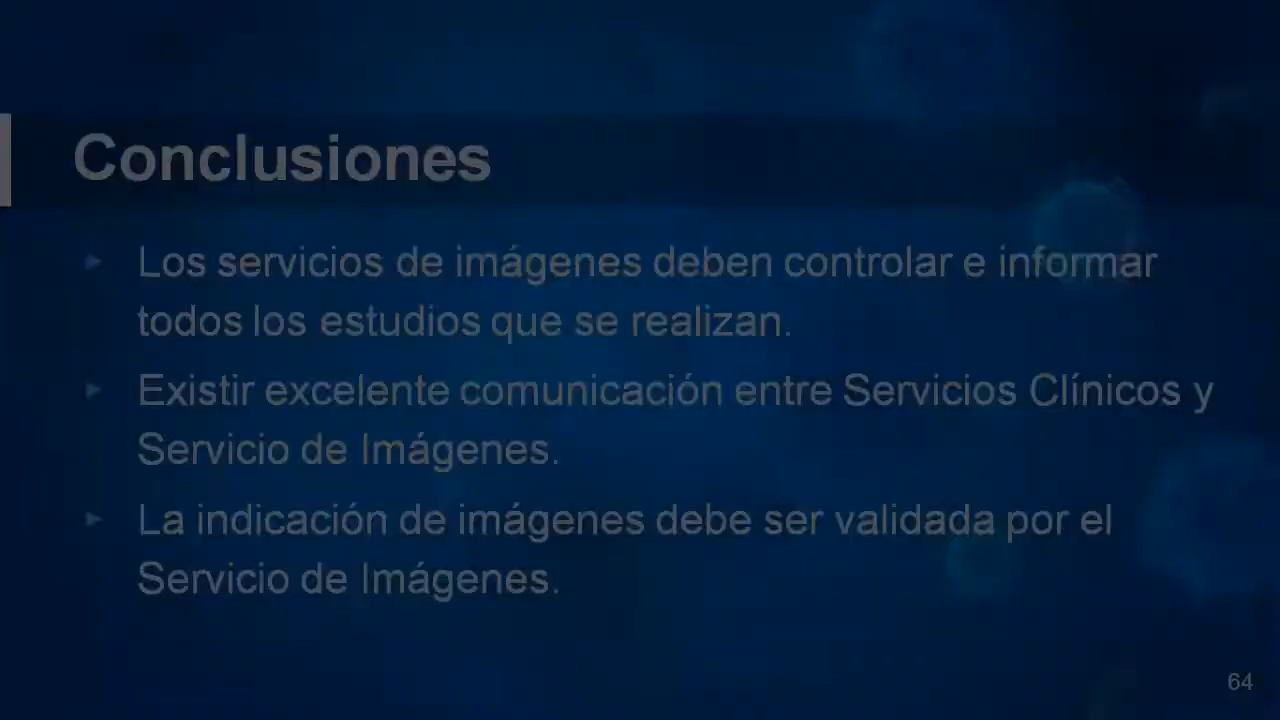 Conclusiones
Los servicios de imágenes deben controlar e informar
todos los estudios que se realizan.
Existir excelente comunicación entre Servicios Clínicos y
Servicio de Imágenes.
La indicación de imágenes debe ser validada por el
Servicio de Imágenes.
64